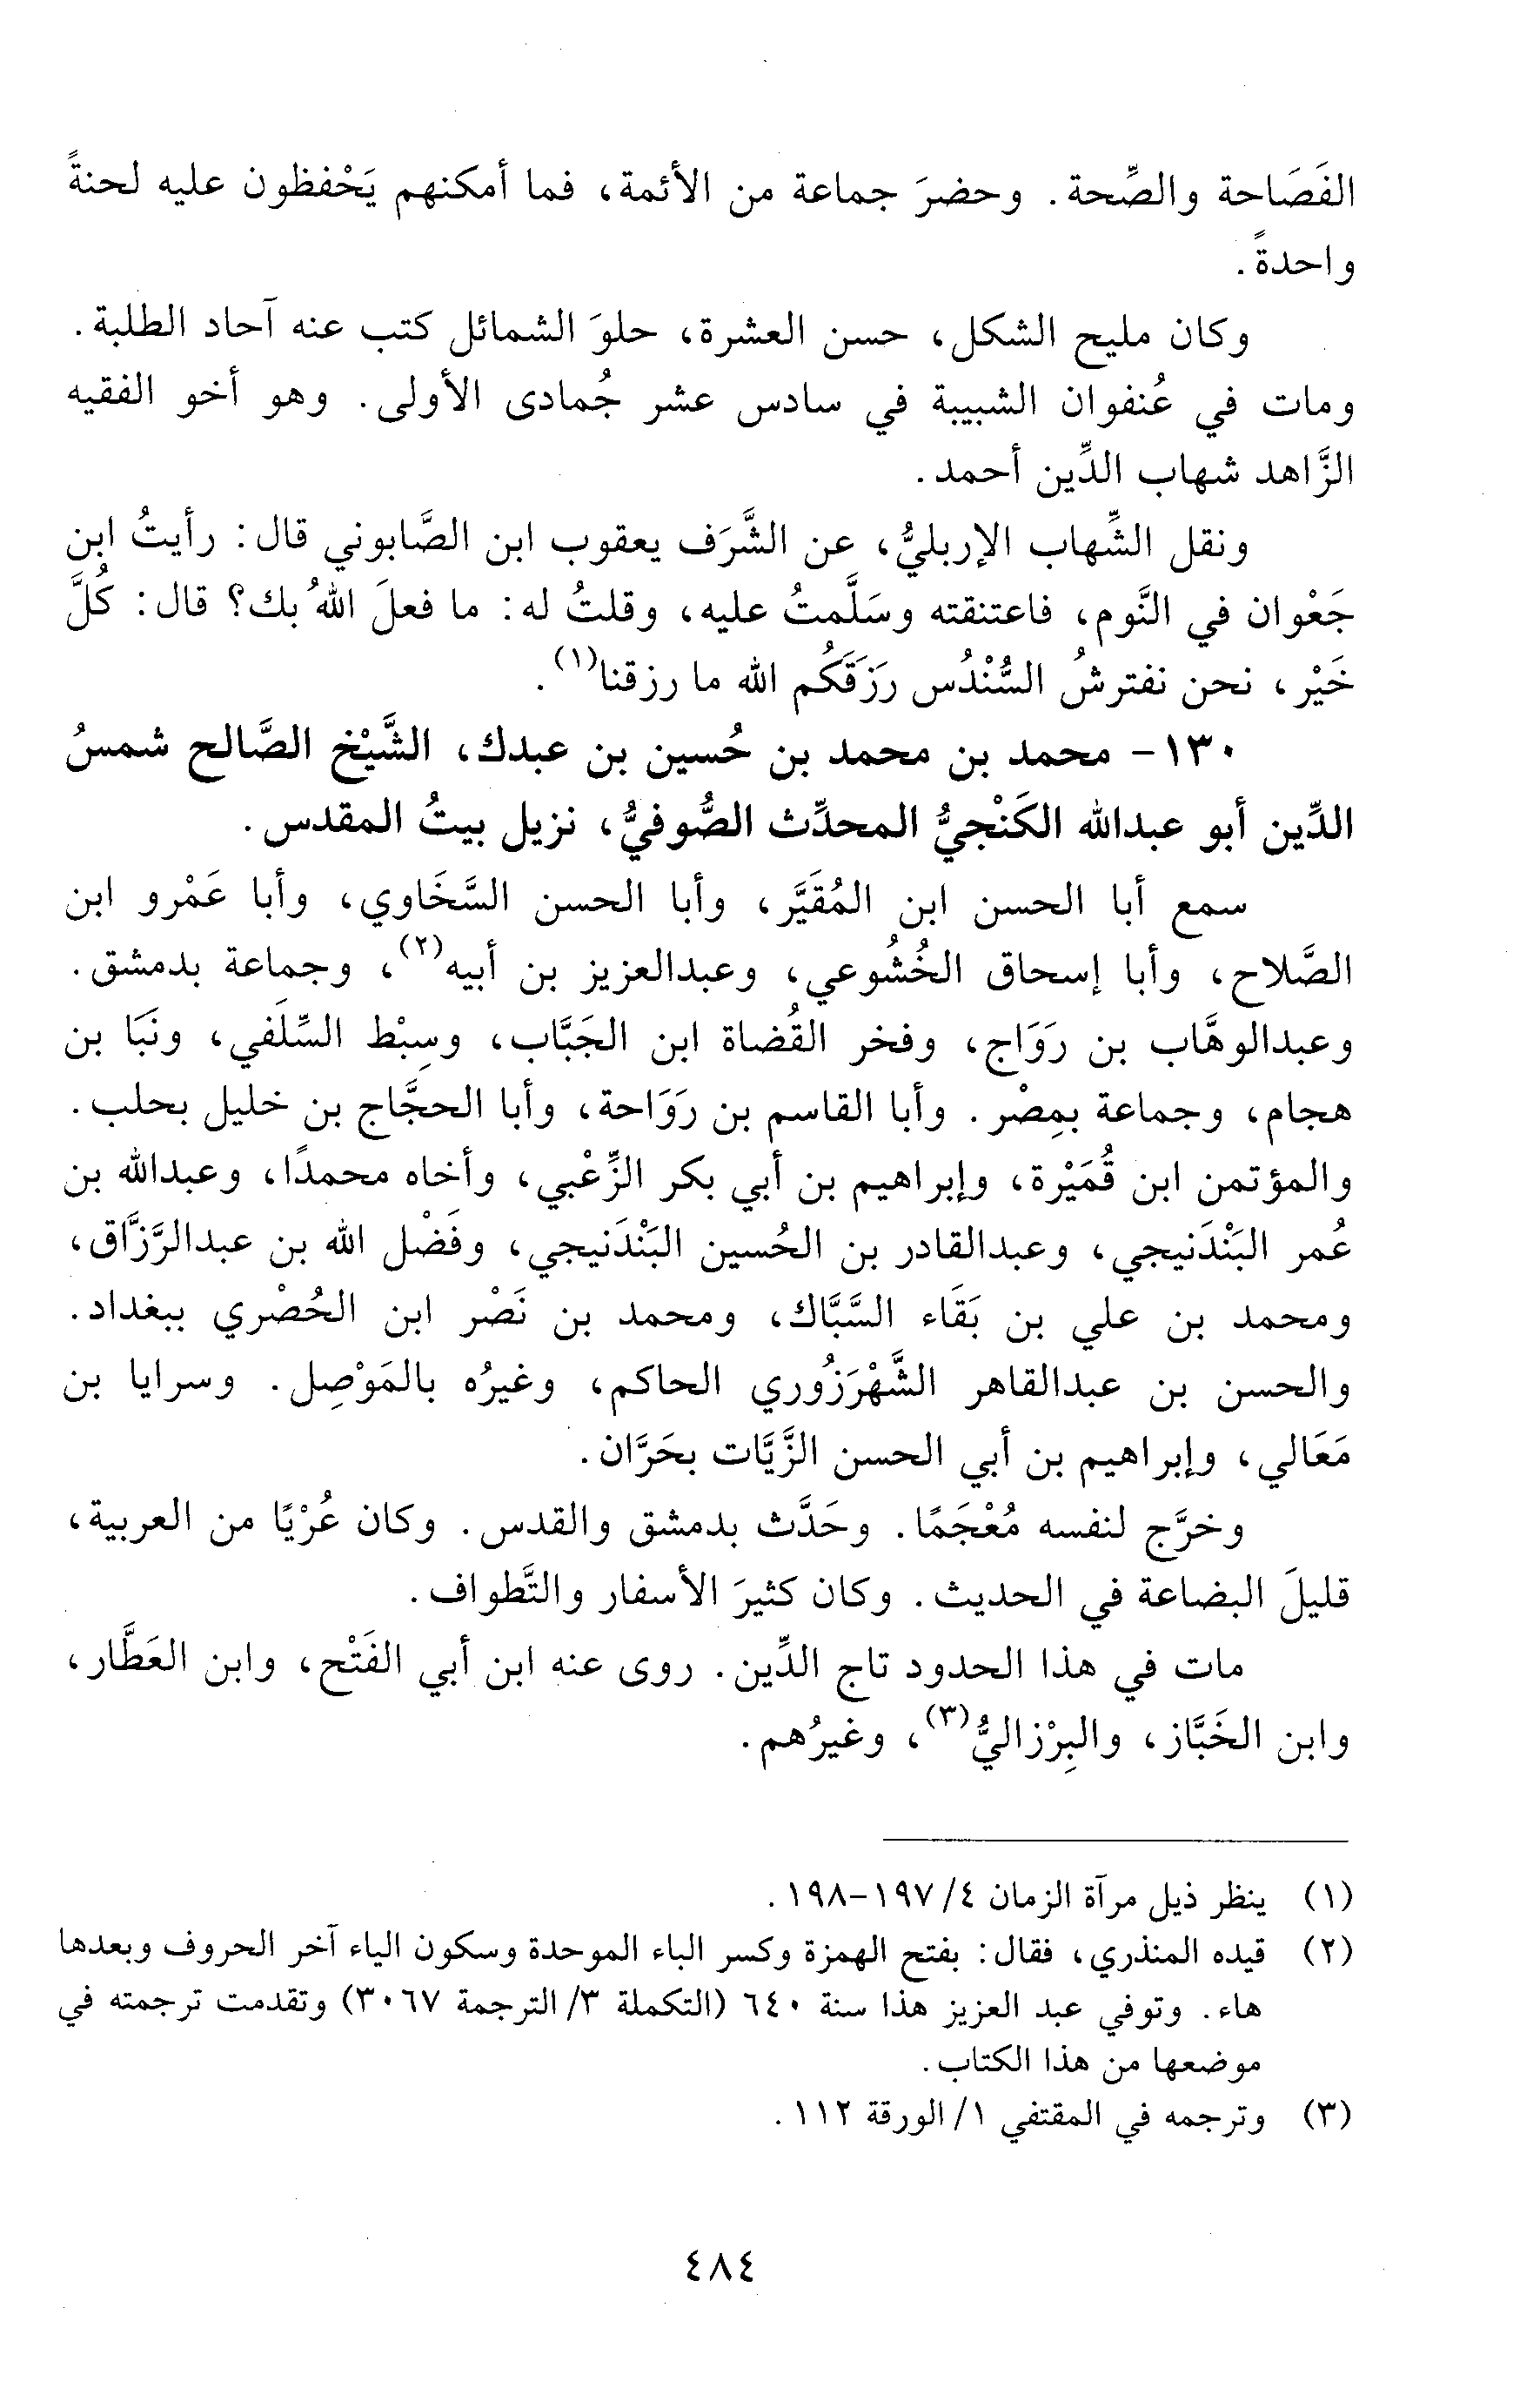 الفَصَاحة والصِّحة. وحضرَ جماعة من الأئمة، فما أمكنهم يَحْفظون عليه لحنةً
واحدةً.
وكان مليح الشكل، حسن العشرة، حلوَ الشمائل كتب عنه آحاد الطلبة.
ومات في عُنفوان الشبيبة في سادس عشر جُمادى الأولى. وهو أخو الفقيه
الزَّاهد شهاب الدِّين أحمد.
ونقل الشِّهاب الإربليُّ، عن الشَّرَف يعقوب ابن الصَّابوني قال: رأيتُ ابن
جَعْوان في النَّوم، فاعتنقته وسَلَّمتُ عليه، وقلتُ له: ما فعلَ اللهُ بك؟ قال: كُلَّ
خَيْر، نحن نفترشُ السُّنْدُس رَزَقَكُم الله ما رزقنا(١).
١٣٠- محمد بن محمد بن حُسين بن عبدك، الشَّيْخ الصَّالح شمسُ
الدِّين أبو عبدالله الكَنْجيُّ المحدِّث الصُّوفيُّ، نزيل بيتُ المقدس.
سمع أبا الحسن ابن المُقَيَّر، وأبا الحسن السَّخَاوي، وأبا عَمْرو ابن
الصَّلاح، وأبا إسحاق الخُشُوعي، وعبدالعزيز بن أبيه(٢)، وجماعة بدمشق.
وعبدالوهَّاب بن رَوَاج، وفخر القُضاة ابن الجَبَّاب، وسِبْط السِّلَفي، ونَبَا بن
هجام، وجماعة بمِصْر. وأبا القاسم بن رَوَاحة، وأبا الحجَّاج بن خليل بحلب.
والمؤتمن ابن قُمَيْرة، وإبراهيم بن أبي بكر الزِّعْبي، وأخاه محمدًا، وعبدالله بن
عُمر البَنْدَنيجي، وعبدالقادر بن الحُسين البَنْدَنيجي، وفَضْل الله بن عبدالرَّزَّاق،
ومحمد بن علي بن بَقَاء السَّبَّاك، ومحمد بن نَصْر ابن الحُصْري ببغداد.
والحسن بن عبدالقاهر الشَّهْرَزُوري الحاكم، وغيرُه بالمَوْصِل. وسرايا بن
مَعَالي، وإبراهيم بن أبي الحسن الزَّيَّات بحَرَّان.
وخرَّج لنفسه مُعْجَمًا. وحَدَّث بدمشق والقدس. وكان عُرْيًا من العربية،
قليلَ البضاعة في الحديث. وكان كثيرَ الأسفار والتَّطواف.
مات في هذا الحدود تاج الدِّين. روى عنه ابن أبي الفَتْح، وابن العَطَّار،
وابن الخَبَّاز، والبِرْزاليُّ(٣)، وغيرُهم.
(١) ينظر ذيل مرآة الزمان ٤/ ١٩٧-١٩٨.
(٢) قيده المنذري، فقال: بفتح الهمزة وكسر الباء الموحدة وسكون الياء آخر الحروف وبعدها
هاء. وتوفي عبد العزيز هذا سنة ٦٤٠ (التكملة ٣/ الترجمة ٣٠٦٧) وتقدمت ترجمته في
موضعها من هذا الكتاب.
(٣) وترجمه في المقتفي ١/ الورقة ١١٢.
٤٨٤